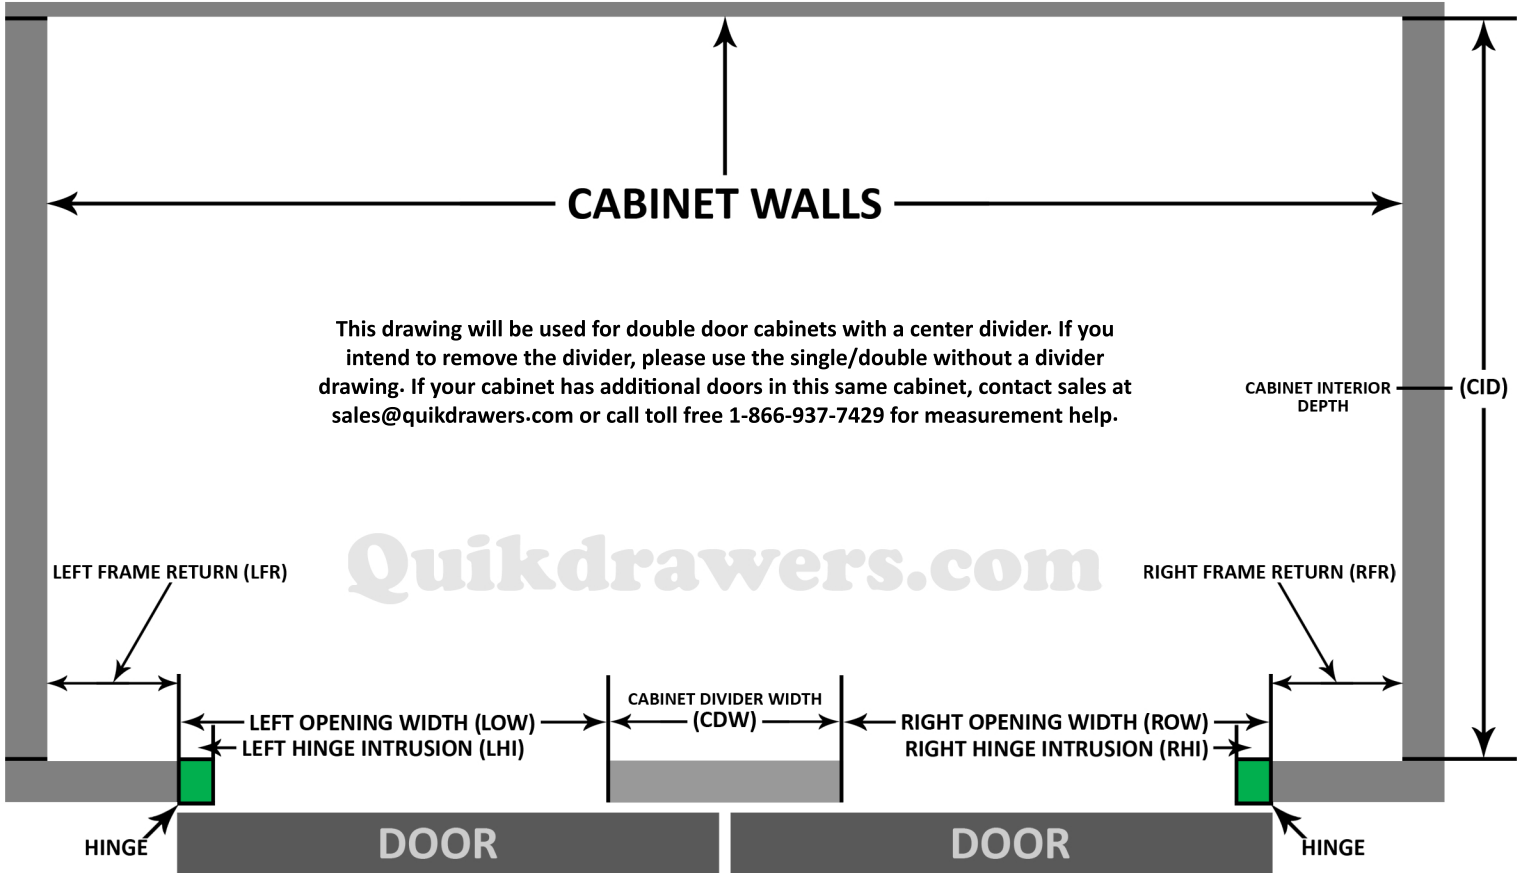 CABINET WALLS
This drawing will be used for double door cabinets with a center divider. If you
intend to remove the divider, please use the single/double without a divider
drawing. If your cabinet has additional doors in this same cabinet, contact sales at
sales@quikdrawers.com or call toll free 1-866-937-7429 for measurement help.
CABINET INTERIOR
DEPTH
(CID)
Quikdrawers.com
LEFT FRAME RETURN (LFR)
RIGHT FRAME RETURN (RFR)
CABINET DIVIDER WIDTH
(CDW)
LEFT OPENING WIDTH (LOW)
RIGHT OPENING WIDTH (ROW)
LEFT HINGE INTRUSION (LHI)
RIGHT HINGE INTRUSION (RHI)
HINGE
DOOR
DOOR
HINGE